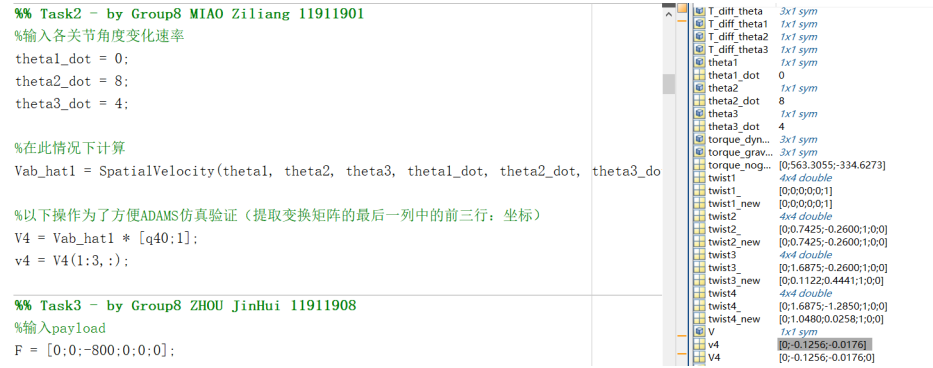 %% Task2 - by Group8 MIAO Ziliang 11911901
%输入各关节角度变化速率
theta1_dot = 0;
theta2_dot = 8;
theta3_dot = 4;
%在此情况下计算
Vab_hat1 = SpatialVelocity(theta1, theta2, theta3, theta1_dot, theta2_dot, theta3_do
%以下操作为了方便ADAMS仿真验证（提取变换矩阵的最后一列中的前三行：坐标）
V4 = Vab_hat1 * [q40;1];
v4 = V4(1:3,:);
%% Task3 - by Group8 ZHOU JinHui 11911908
%输入payload
F = [0;0;-800;0;0;0];
T_diff_theta 3x1 sym
T_diff_theta1 1x1 sym
T_diff_theta2 1x1 sym
T_diff_theta3 1x1 sym
theta1 1x1 sym
theta1_dot 0
theta2 1x1 sym
theta2_dot 8
theta3 1x1 sym
theta3_dot 4
torque_dyn... 3x1 sym
torque_grav... 3x1 sym
torque_nog... [0;563.3055;-334.6273]
twist1 4x4 double
twist1_ [0;0;0;0;0;1]
twist1_new [0;0;0;0;0;1]
twist2 4x4 double
twist2_ [0;0.7425;-0.2600;1;0;0]
twist2_new [0;0.7425;-0.2600;1;0;0]
twist3 4x4 double
twist3_ [0;1.6875;-0.2600;1;0;0]
twist3_new [0;0.1122;0.4441;1;0;0]
twist4 4x4 double
twist4_ [0;1.6875;-1.2850;1;0;0]
twist4_new [0;1.0480;0.0258;1;0;0]
V 1x1 sym
v4 [0;-0.1256;-0.0176]
V4 [0;-0.1256;-0.0176;0]